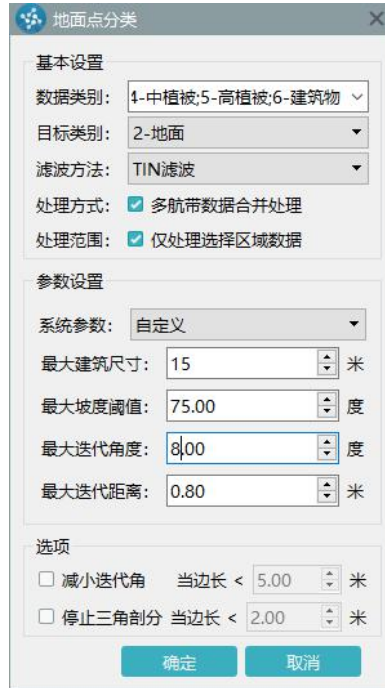 地面点分类
基本设置
数据类别: 4-中植被;5-高植被;6-建筑物
目标类别: 2-地面
滤波方法: TIN滤波
处理方式: 多航带数据合并处理
处理范围: 仅处理选择区域数据
参数设置
系统参数: 自定义
最大建筑尺寸: 15 米
最大坡度阈值: 75.00 度
最大迭代角度: 8.00 度
最大迭代距离: 0.80 米
选项
减小迭代角 当边长 < 5.00 米
停止三角剖分 当边长 < 2.00 米
确定 取消